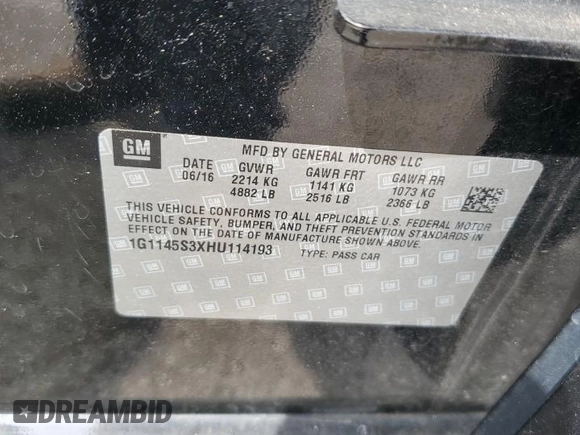 GM
MFD BY GENERAL MOTORS LLC
DATE GVWR GAWR FRT GAWR RR
06/16 2214 KG 1141 KG 1073 KG
4882 LB 2516 LB 2366 LB
THIS VEHICLE CONFORMS TO ALL APPLICABLE U.S. FEDERAL MOTOR
VEHICLE SAFETY, BUMPER, AND THEFT PREVENTION STANDARDS IN
EFFECT ON THE DATE OF MANUFACTURE SHOWN ABOVE.
1G1145S3XHU114193 TYPE: PASS CAR
DREAMBID